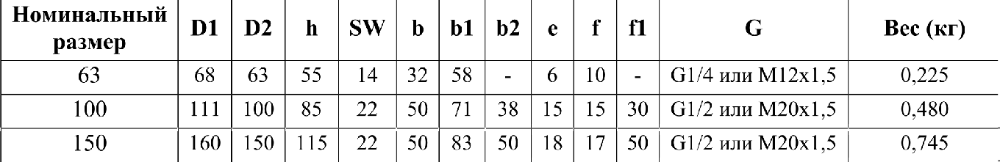 Номинальный размер D1 D2 h SW b b1 b2 e f f1 G Вес (кг)
63 68 63 55 14 32 58 - 6 10 - G1/4 или M12x1,5 0,225
100 111 100 85 22 50 71 38 15 15 30 G1/2 или M20x1,5 0,480
150 160 150 115 22 50 83 50 18 17 50 G1/2 или M20x1,5 0,745